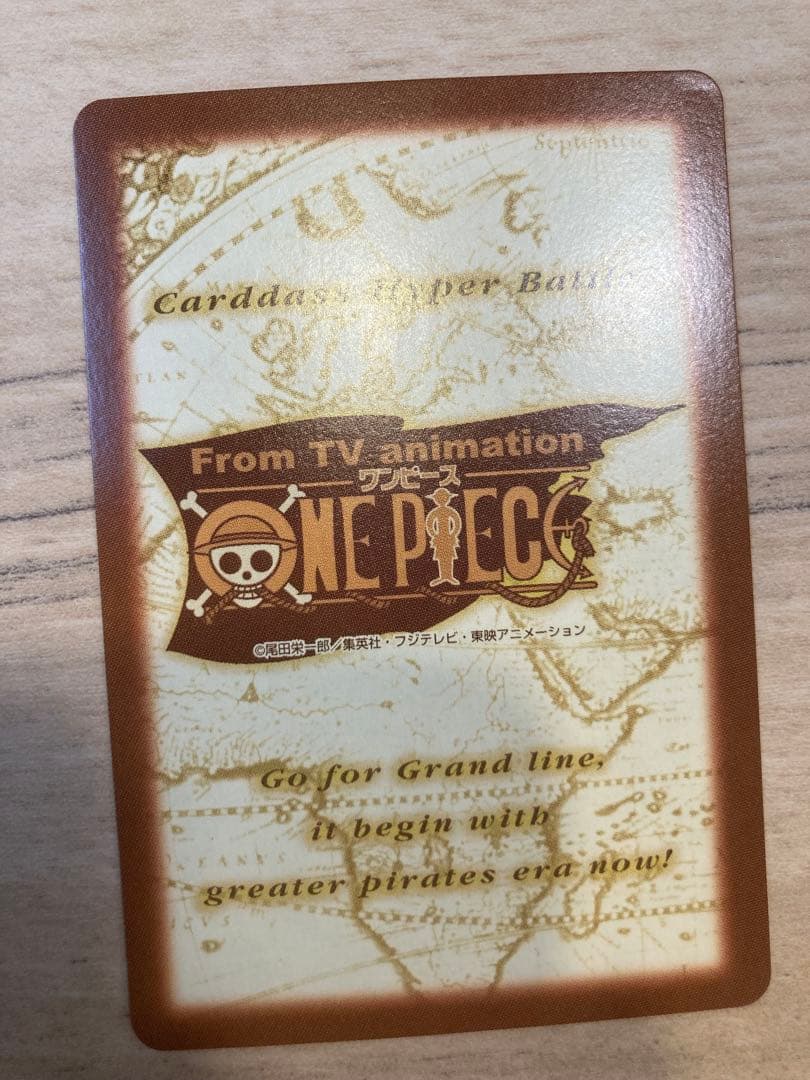 Septentrio
Carddass Hyper Battle
From TV animation
ワンピース
ONE PIECE
©尾田栄一郎/集英社・フジテレビ・東映アニメーション
Go for Grand line,
it begin with
greater pirates era now!